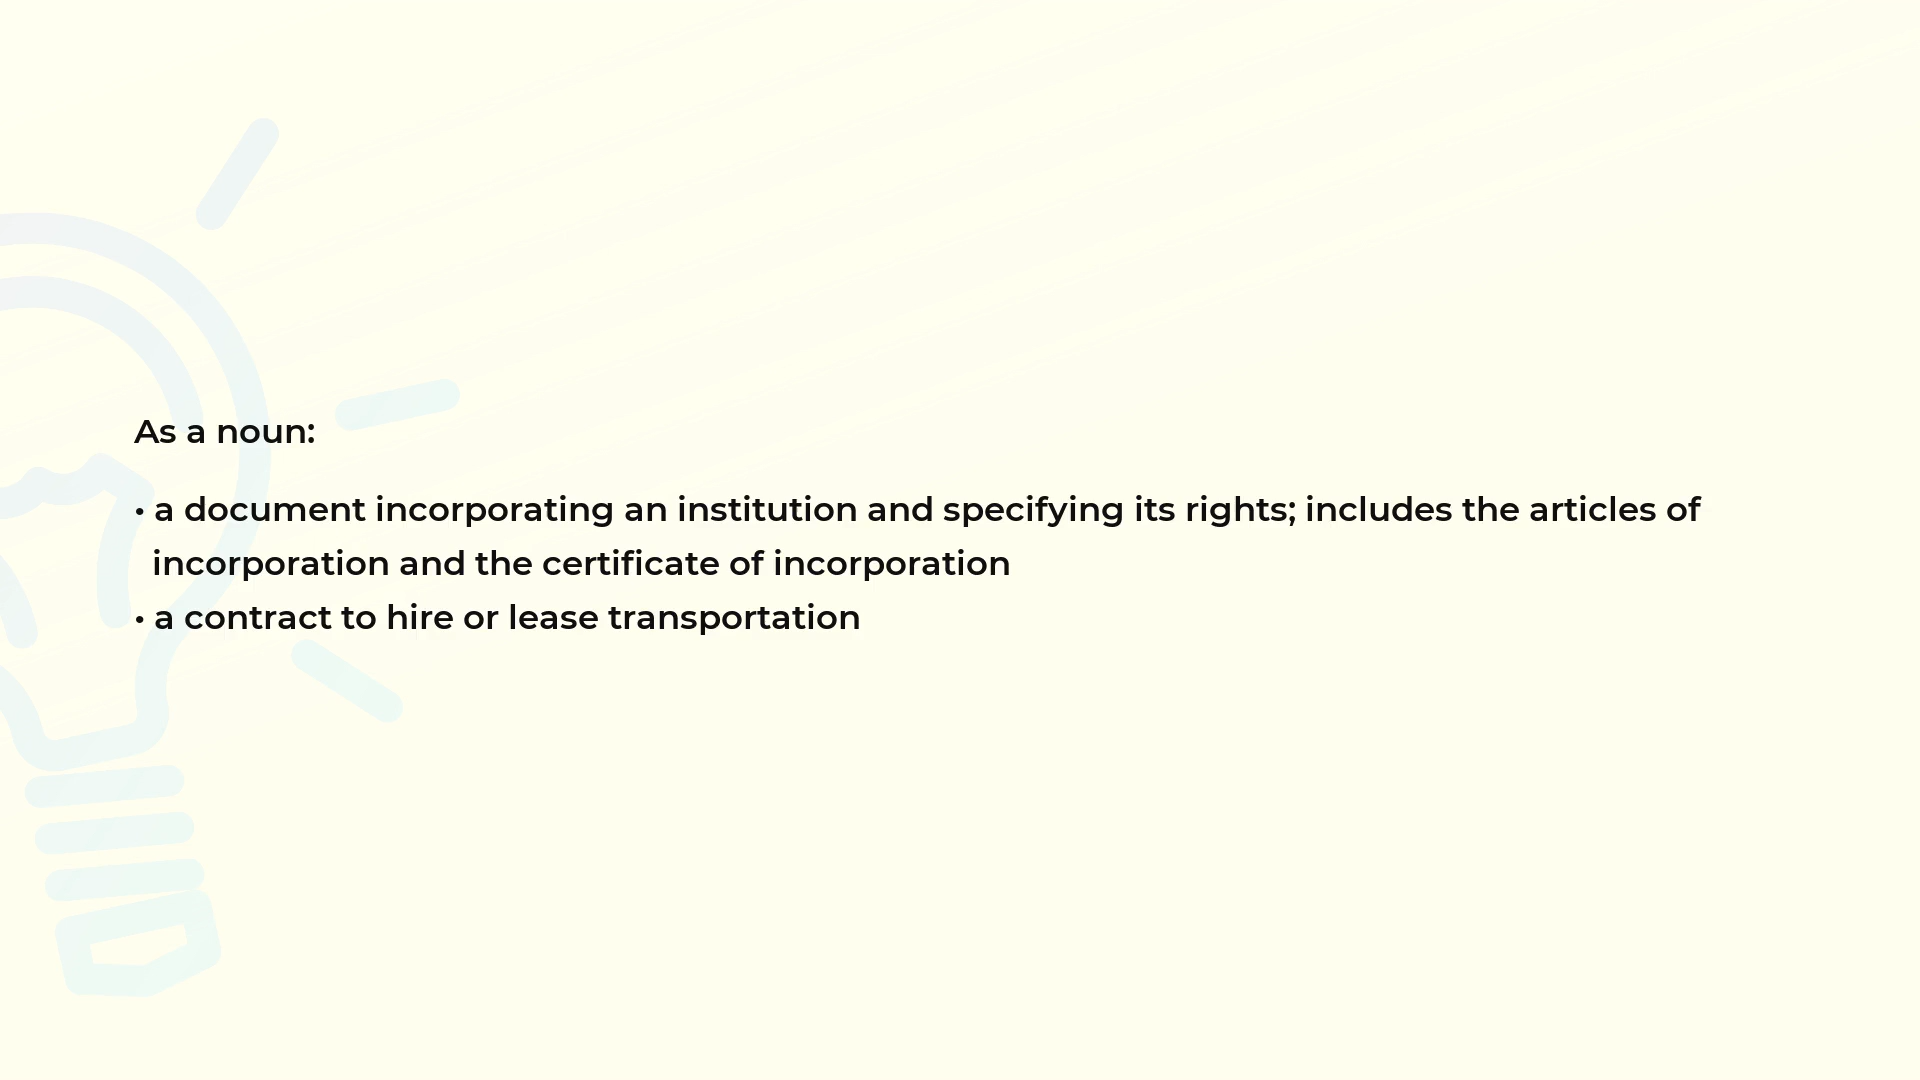 As a noun:
• a document incorporating an institution and specifying its rights; includes the articles of
incorporation and the certificate of incorporation
• a contract to hire or lease transportation